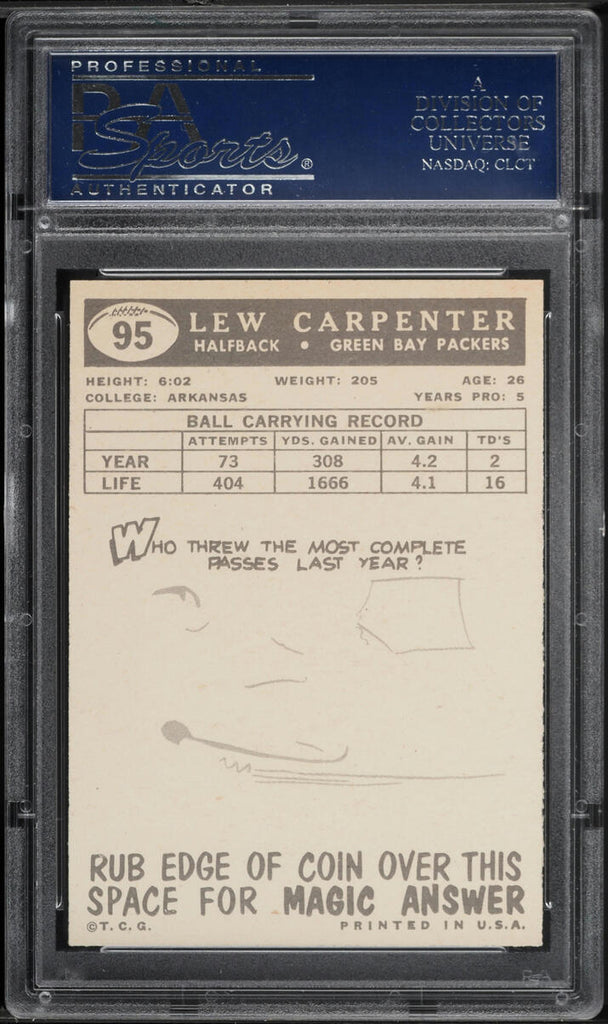 PROFESSIONAL
PSA
Sports®
AUTHENTICATOR
A
DIVISION OF
COLLECTORS
UNIVERSE
NASDAQ: CLCT
95
LEW CARPENTER
HALFBACK • GREEN BAY PACKERS
HEIGHT: 6:02 WEIGHT: 205 AGE: 26
COLLEGE: ARKANSAS YEARS PRO: 5
BALL CARRYING RECORD
ATTEMPTS YDS. GAINED AV. GAIN TD'S
YEAR 73 308 4.2 2
LIFE 404 1666 4.1 16
WHO THREW THE MOST COMPLETE
PASSES LAST YEAR?
RUB EDGE OF COIN OVER THIS
SPACE FOR MAGIC ANSWER
©T.C.G. PRINTED IN U.S.A.
PSA